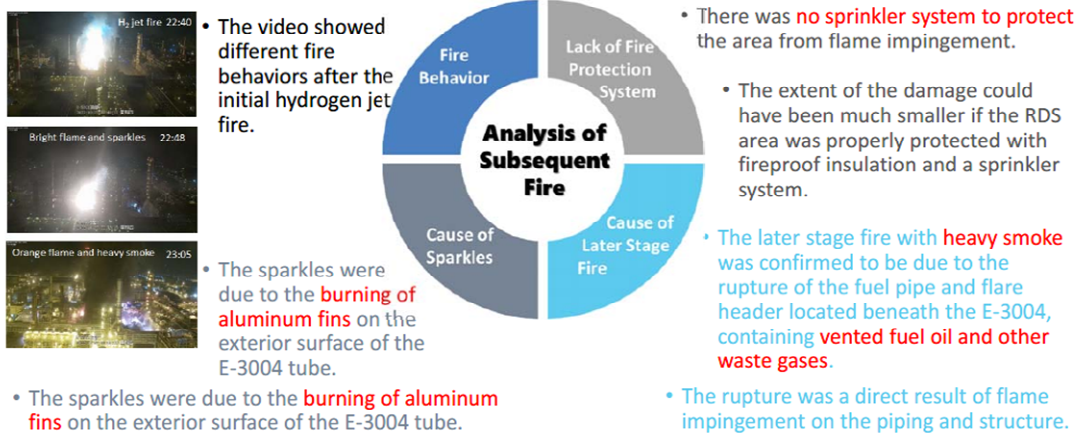 H2 jet fire 22:40
Bright flame and sparkles 22:48
Orange flame and heavy smoke 23:05
• The video showed
different fire
behaviors after the
initial hydrogen jet
fire.
Fire
Behavior
Lack of Fire
Protection
System
Analysis of
Subsequent
Fire
Cause of
Sparkles
Cause of
Later Stage
Fire
• There was no sprinkler system to protect
the area from flame impingement.
• The extent of the damage could
have been much smaller if the RDS
area was properly protected with
fireproof insulation and a sprinkler
system.
• The sparkles were
due to the burning of
aluminum fins on the
exterior surface of the
E-3004 tube.
• The later stage fire with heavy smoke
was confirmed to be due to the
rupture of the fuel pipe and flare
header located beneath the E-3004,
containing vented fuel oil and other
waste gases.
• The sparkles were due to the burning of aluminum
fins on the exterior surface of the E-3004 tube.
• The rupture was a direct result of flame
impingement on the piping and structure.